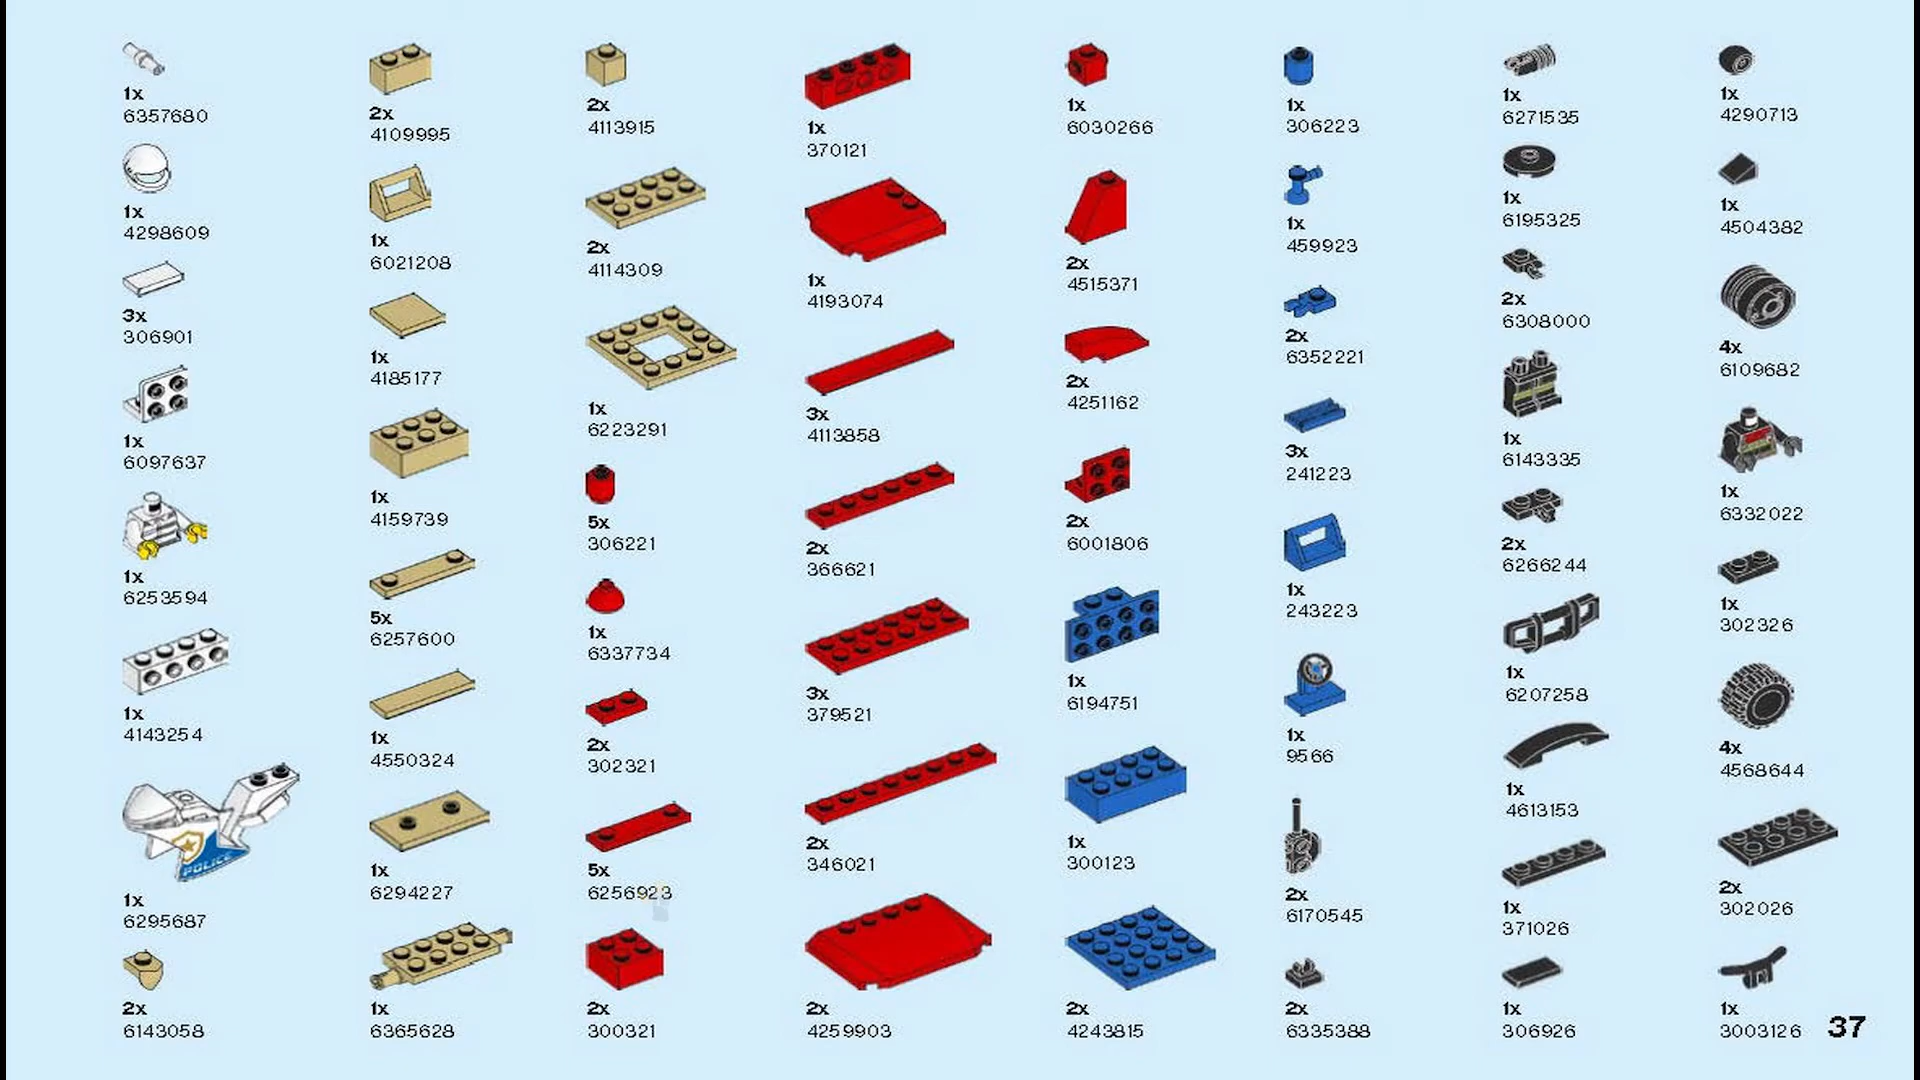 1x
6357680
1x
4298609
3x
306901
1x
6097637
1x
6253594
1x
4143254
POLICE
1x
6295687
2x
6143058
2x
4109995
1x
6021208
1x
4185177
1x
4159739
5x
6257600
1x
4550324
1x
6294227
1x
6365628
2x
4113915
2x
4114309
1x
6223291
5x
306221
1x
6337734
2x
302321
5x
6256923
2x
300321
1x
370121
1x
4193074
3x
4113858
2x
366621
3x
379521
2x
346021
2x
4259903
1x
6030266
2x
4515371
2x
4251162
2x
6001806
1x
6194751
1x
300123
2x
4243815
1x
306223
1x
459923
2x
6352221
3x
241223
1x
243223
1x
9566
2x
6170545
2x
6335388
1x
6271535
1x
6195325
2x
6308000
1x
6143335
2x
6266244
1x
6207258
1x
4613153
1x
371026
1x
306926
1x
4290713
1x
4504382
4x
6109682
1x
6332022
1x
302326
4x
4568644
2x
302026
1x
3003126
37